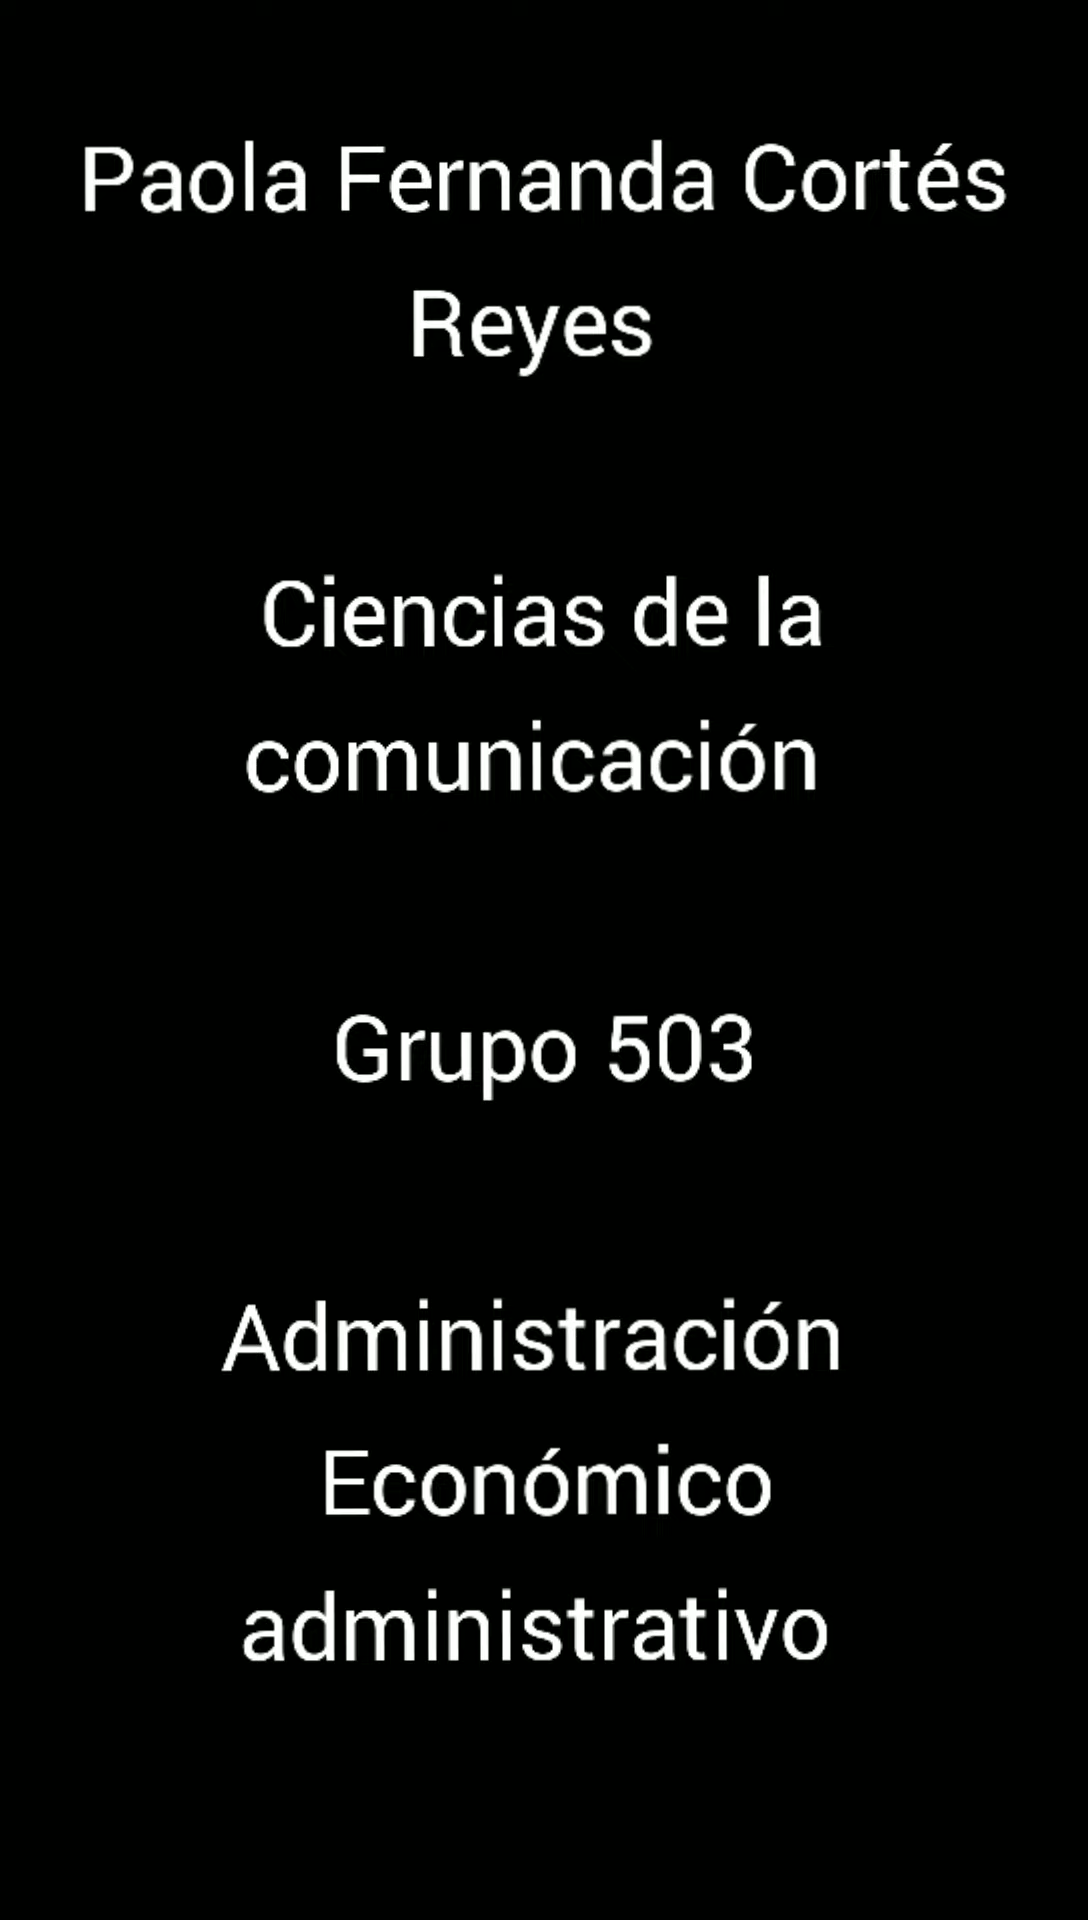 Paola Fernanda Cortés
Reyes
Ciencias de la
comunicación
Grupo 503
Administración
Económico
administrativo